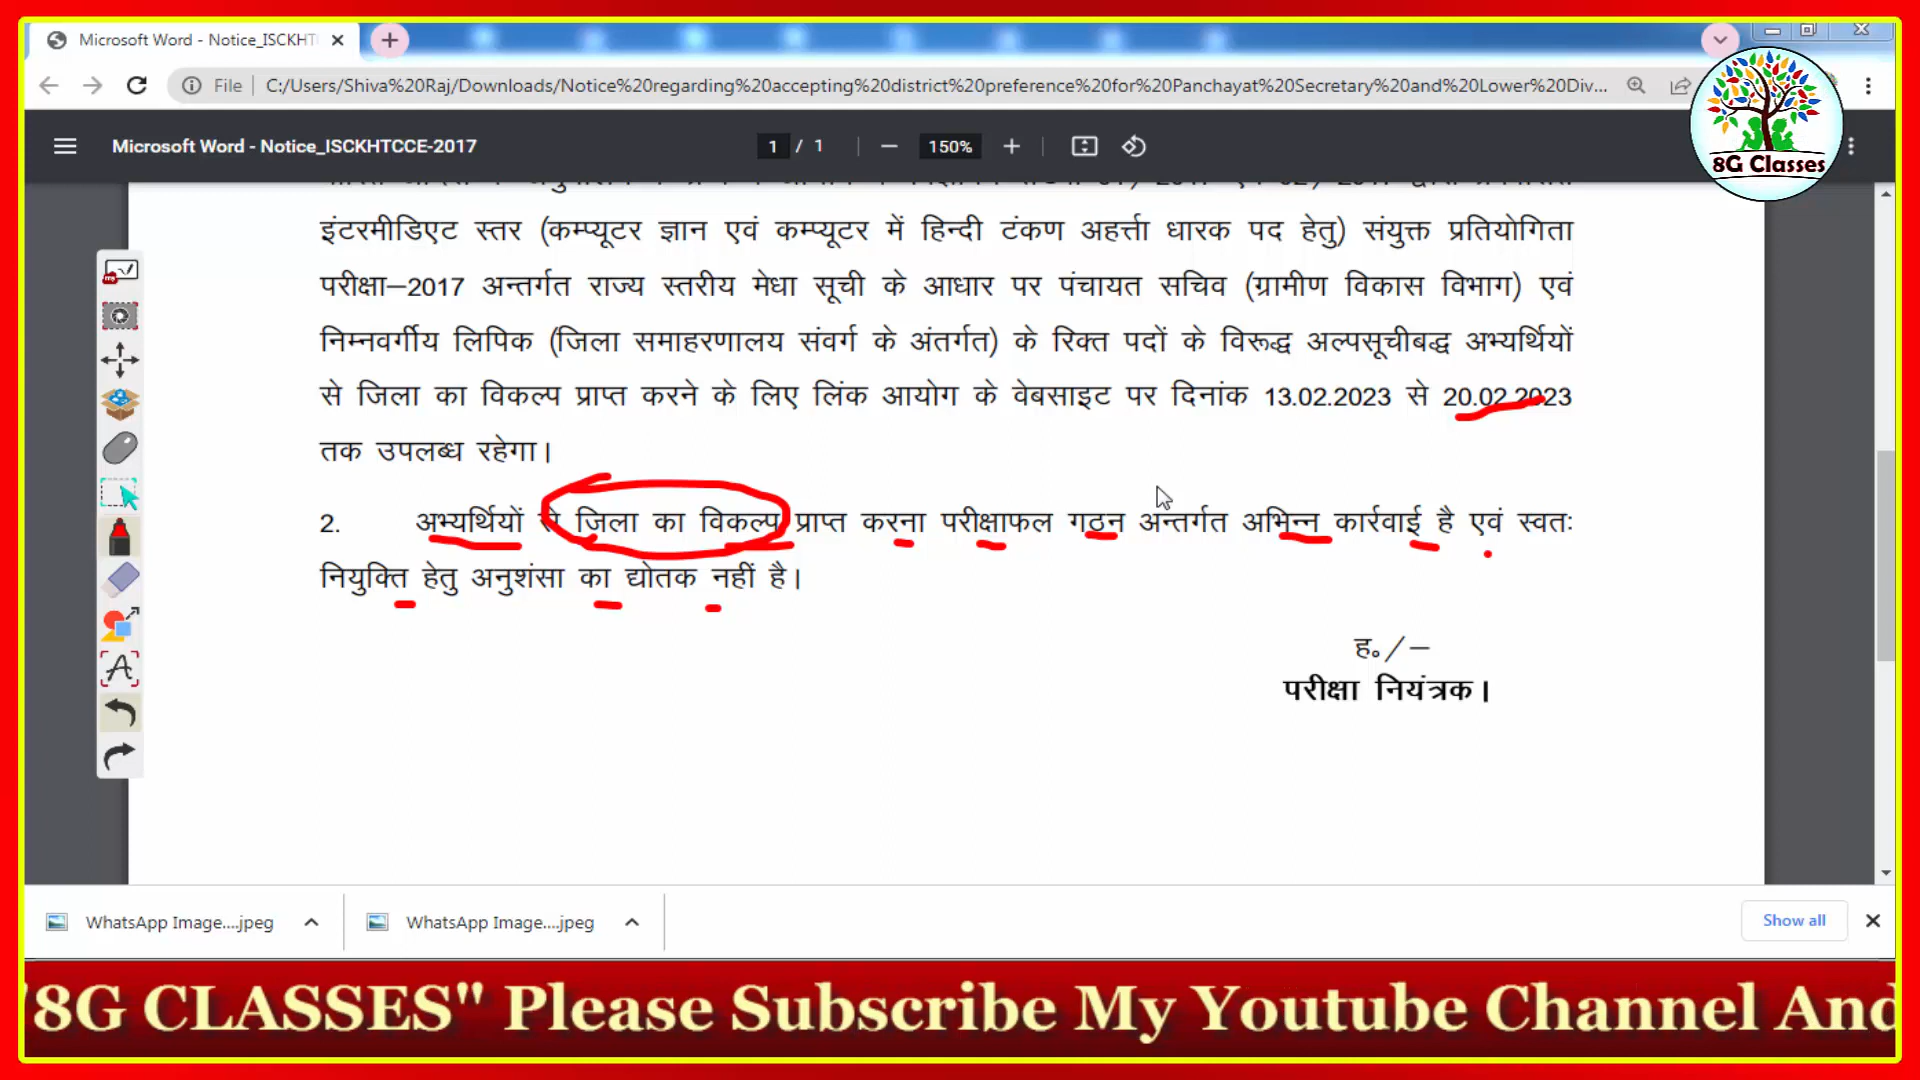 Microsoft Word - Notice_ISCKHT
File
C:/Users/Shiva%20Raj/Downloads/Notice%20regarding%20accepting%20district%20preference%20for%20Panchayat%20Secretary%20and%20Lower%20Div...
Microsoft Word - Notice_ISCKHTCCE-2017
1 / 1
150%
8G Classes
इंटरमीडिएट स्तर (कम्प्यूटर ज्ञान एवं कम्प्यूटर में हिन्दी टंकण अहर्त्ता धारक पद हेतु) संयुक्त प्रतियोगिता
परीक्षा–2017 अन्तर्गत राज्य स्तरीय मेधा सूची के आधार पर पंचायत सचिव (ग्रामीण विकास विभाग) एवं
निम्नवर्गीय लिपिक (जिला समाहरणालय संवर्ग के अंतर्गत) के रिक्त पदों के विरूद्ध अल्पसूचीबद्ध अभ्यर्थियों
से जिला का विकल्प प्राप्त करने के लिए लिंक आयोग के वेबसाइट पर दिनांक 13.02.2023 से 20.02.2023
तक उपलब्ध रहेगा।
2. अभ्यर्थियों से जिला का विकल्प प्राप्त करना परीक्षाफल गठन अन्तर्गत अभिन्न कार्रवाई है एवं स्वतः
नियुक्ति हेतु अनुशंसा का द्योतक नहीं है।
ह०/–
परीक्षा नियंत्रक।
WhatsApp Image....jpeg
WhatsApp Image....jpeg
Show all
"8G CLASSES" Please Subscribe My Youtube Channel And